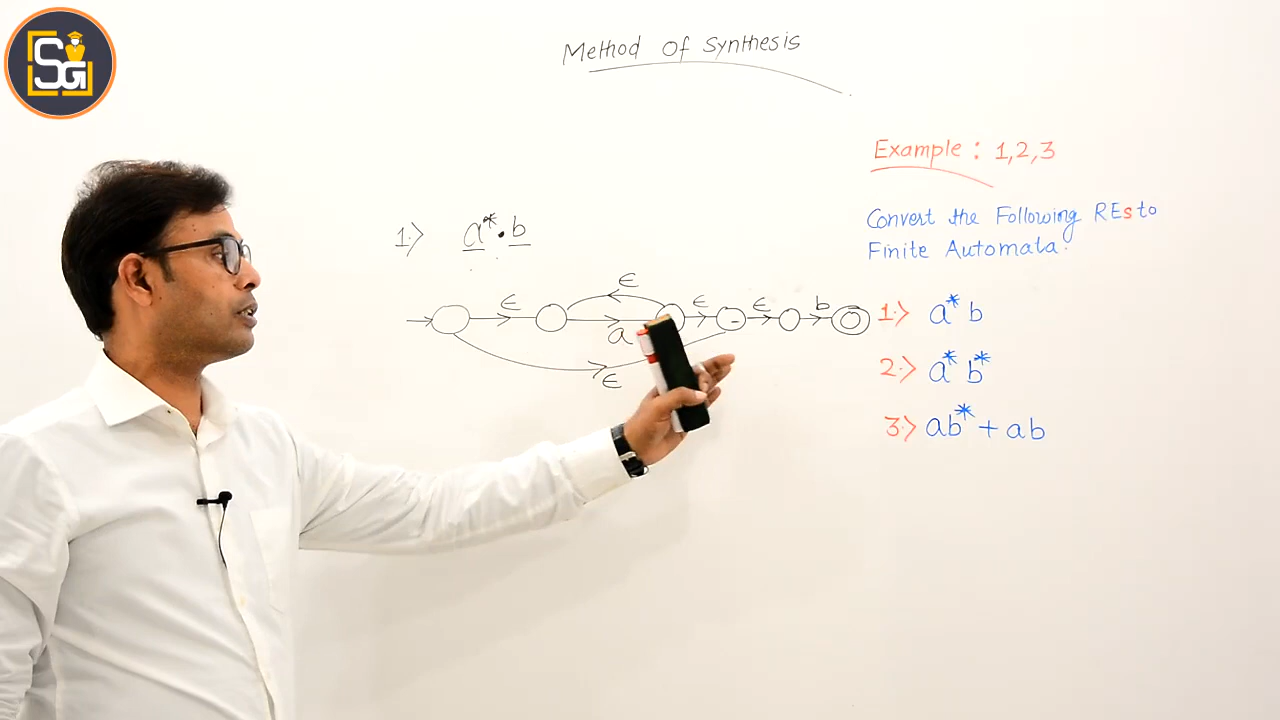 SG
Method of Synthesis
Example : 1,2,3
1.> a*.b
Convert the Following REs to
Finite Automata.
ε
ε ε ε b
a
ε
1.> a* b
2.> a* b*
3.> ab* + ab